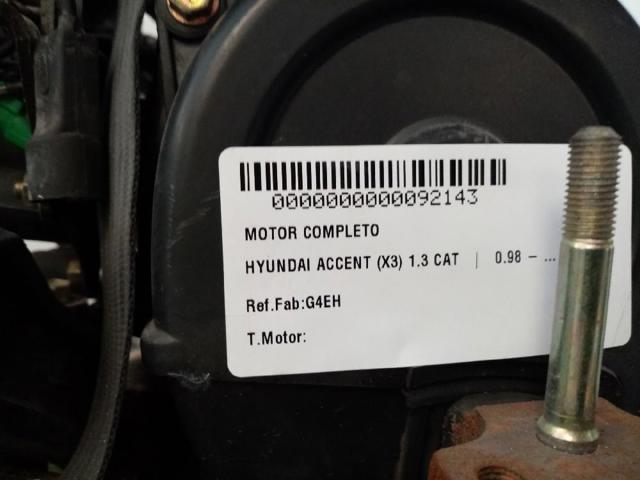 0000000000092143
MOTOR COMPLETO
HYUNDAI ACCENT (X3) 1.3 CAT | 0.98 – ...
Ref.Fab:G4EH
T.Motor: